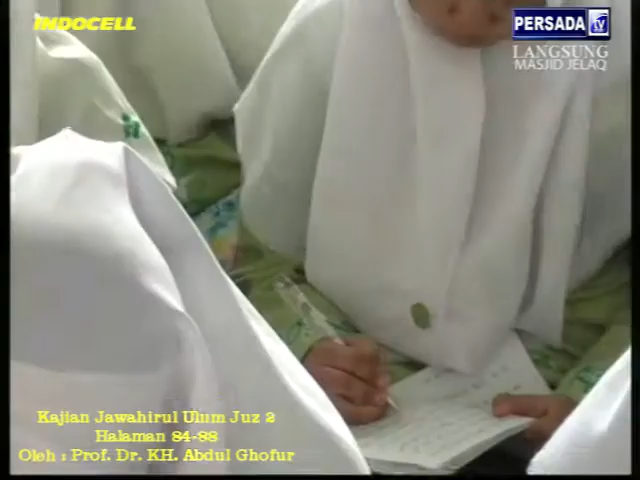 INDOCELL
PERSADA tv
LANGSUNG
MASJID JELAQ
Kajian Jawahirul Ulum Juz 2
Halaman 84-88
Oleh : Prof. Dr. KH. Abdul Ghofur